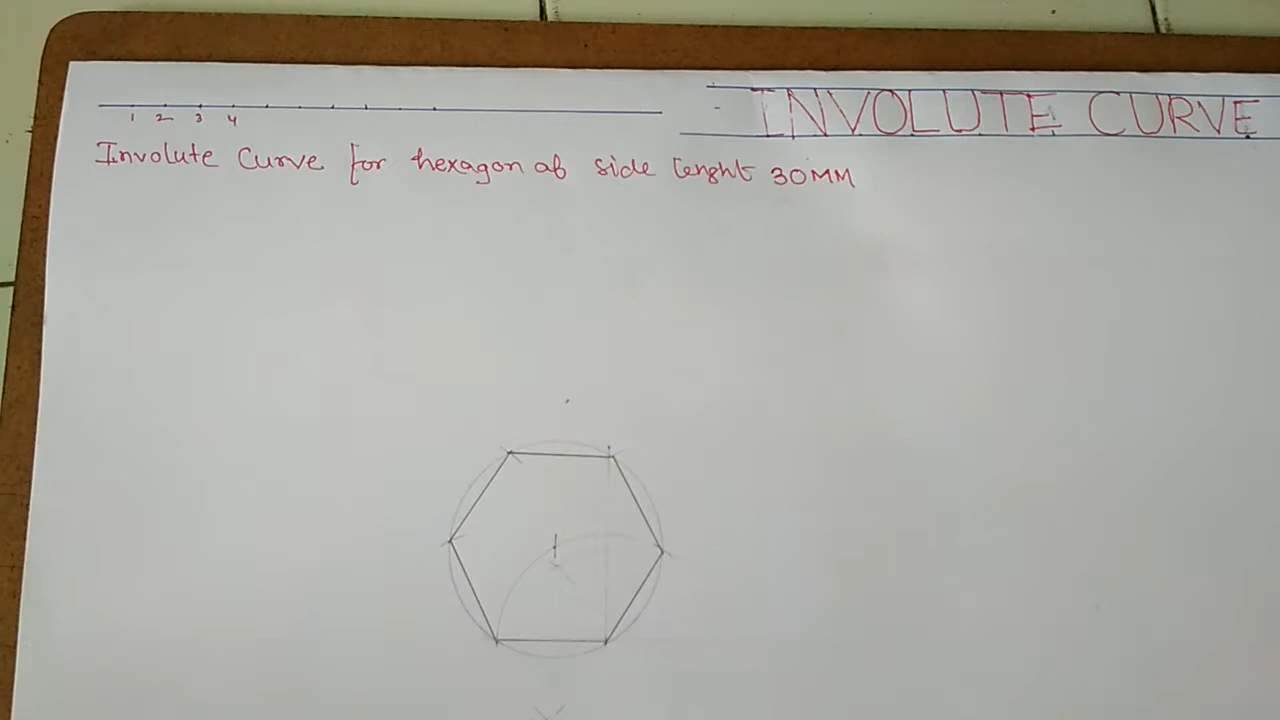 INVOLUTE CURVE
1 2 3 4
Involute Curve for hexagon of side lenght 30MM